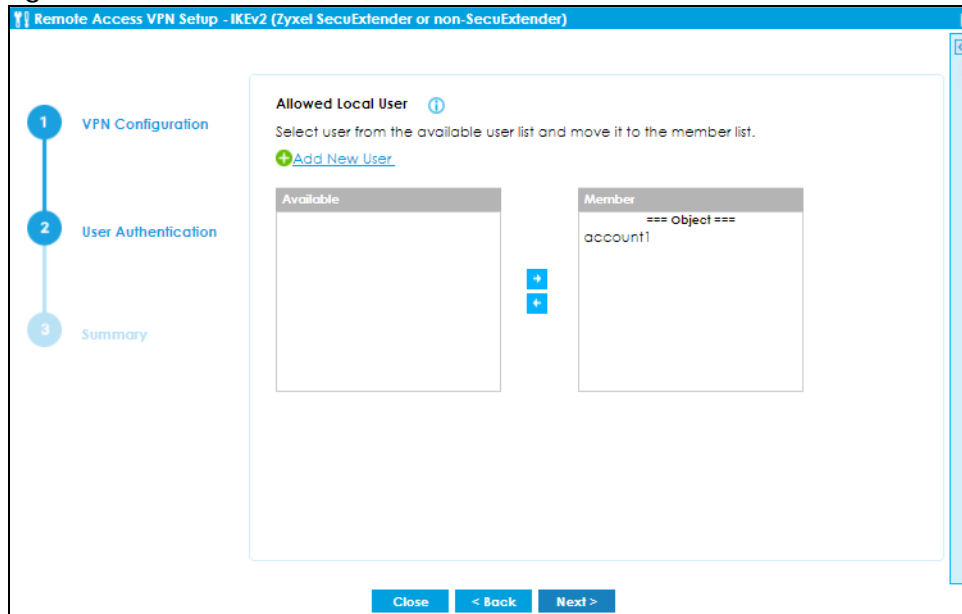 Remote Access VPN Setup - IKEv2 (Zyxel SecuExtender or non-SecuExtender)
1 VPN Configuration
2 User Authentication
3 Summary
Allowed Local User
Select user from the available user list and move it to the member list.
Add New User
Available
Member
=== Object ===
account1
Close
< Back
Next >